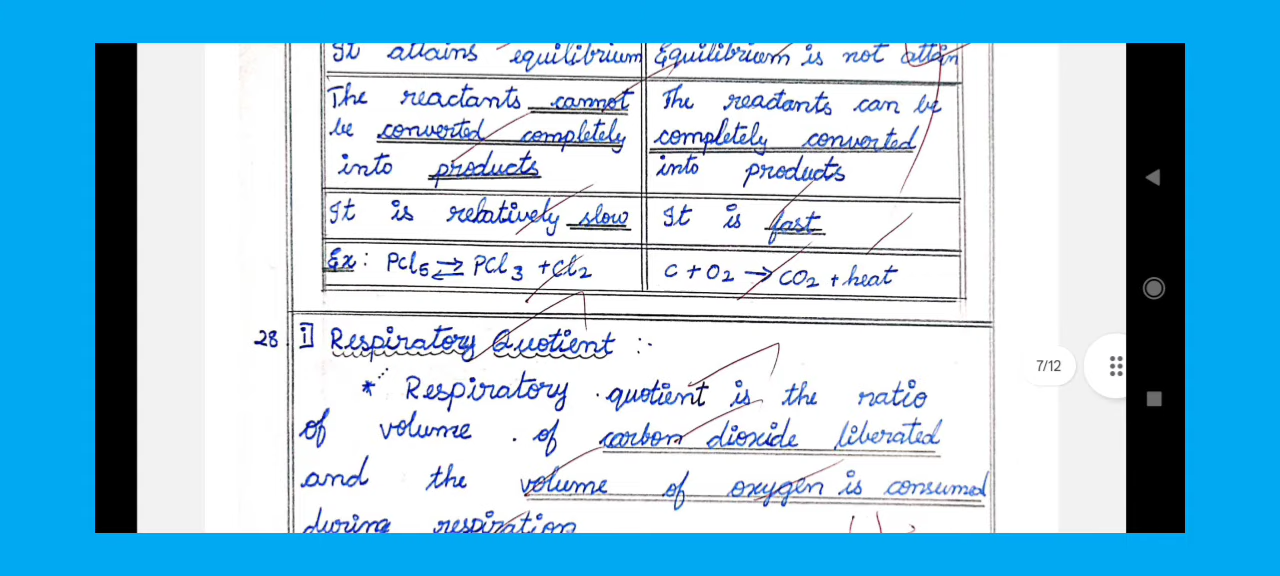 It attains equilibrium Equilibrium is not attain
The reactants cannot The reactants can be
be converted completely completely converted
into products into products
It is relatively slow It is fast
Ex: PCl5 ⇄ PCl3 + Cl2 C + O2 → CO2 + heat
28 i] Respiratory Quotient :-
* Respiratory quotient is the ratio
of volume of carbon dioxide liberated
and the volume of oxygen is consumed
during respiration
7/12